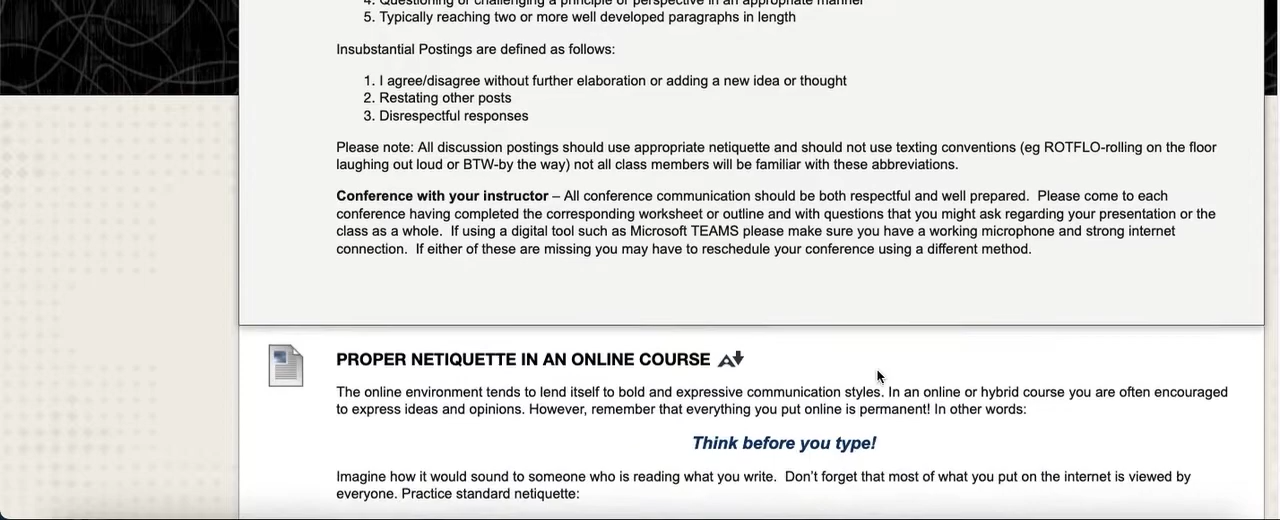 4. Questioning or challenging a principle or perspective in an appropriate manner
5. Typically reaching two or more well developed paragraphs in length
Insubstantial Postings are defined as follows:
1. I agree/disagree without further elaboration or adding a new idea or thought
2. Restating other posts
3. Disrespectful responses
Please note: All discussion postings should use appropriate netiquette and should not use texting conventions (eg ROTFLO-rolling on the floor
laughing out loud or BTW-by the way) not all class members will be familiar with these abbreviations.
Conference with your instructor – All conference communication should be both respectful and well prepared.  Please come to each
conference having completed the corresponding worksheet or outline and with questions that you might ask regarding your presentation or the
class as a whole.  If using a digital tool such as Microsoft TEAMS please make sure you have a working microphone and strong internet
connection.  If either of these are missing you may have to reschedule your conference using a different method.
PROPER NETIQUETTE IN AN ONLINE COURSE
The online environment tends to lend itself to bold and expressive communication styles. In an online or hybrid course you are often encouraged
to express ideas and opinions. However, remember that everything you put online is permanent! In other words:
Think before you type!
Imagine how it would sound to someone who is reading what you write.  Don't forget that most of what you put on the internet is viewed by
everyone. Practice standard netiquette: